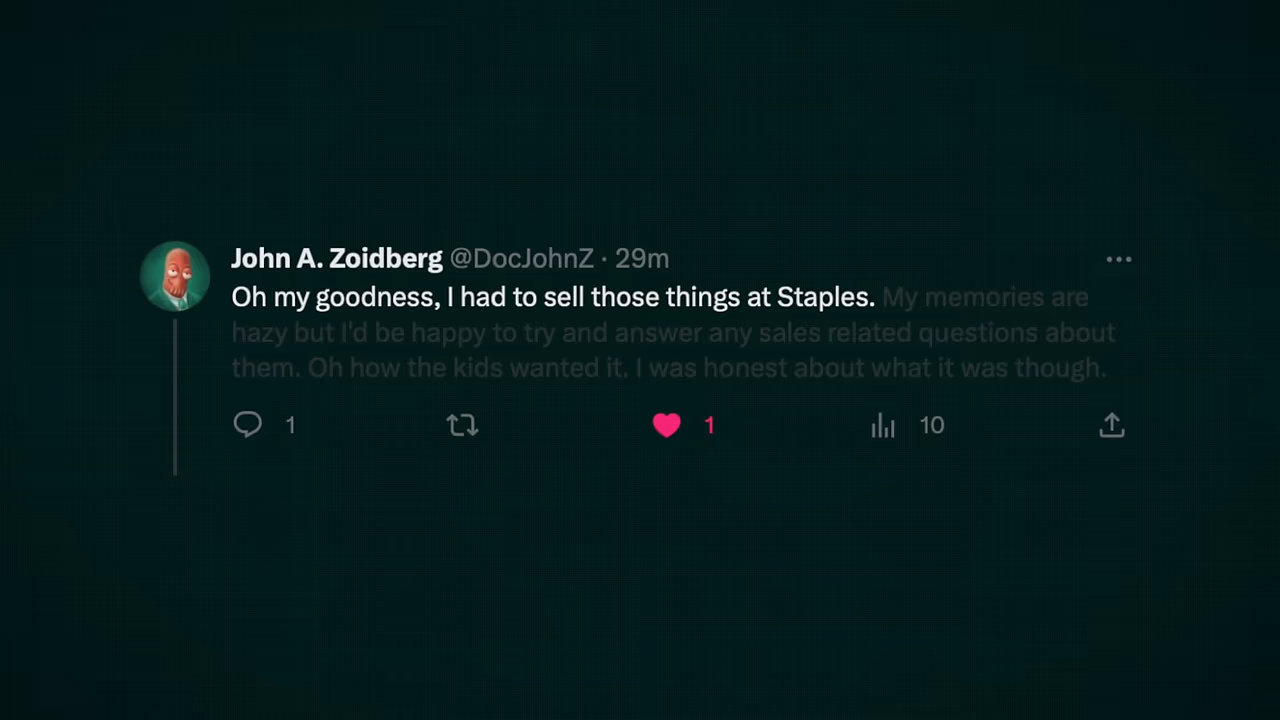 John A. Zoidberg @DocJohnZ · 29m
Oh my goodness, I had to sell those things at Staples. My memories are
hazy but I'd be happy to try and answer any sales related questions about
them. Oh how the kids wanted it. I was honest about what it was though.
1 1 10